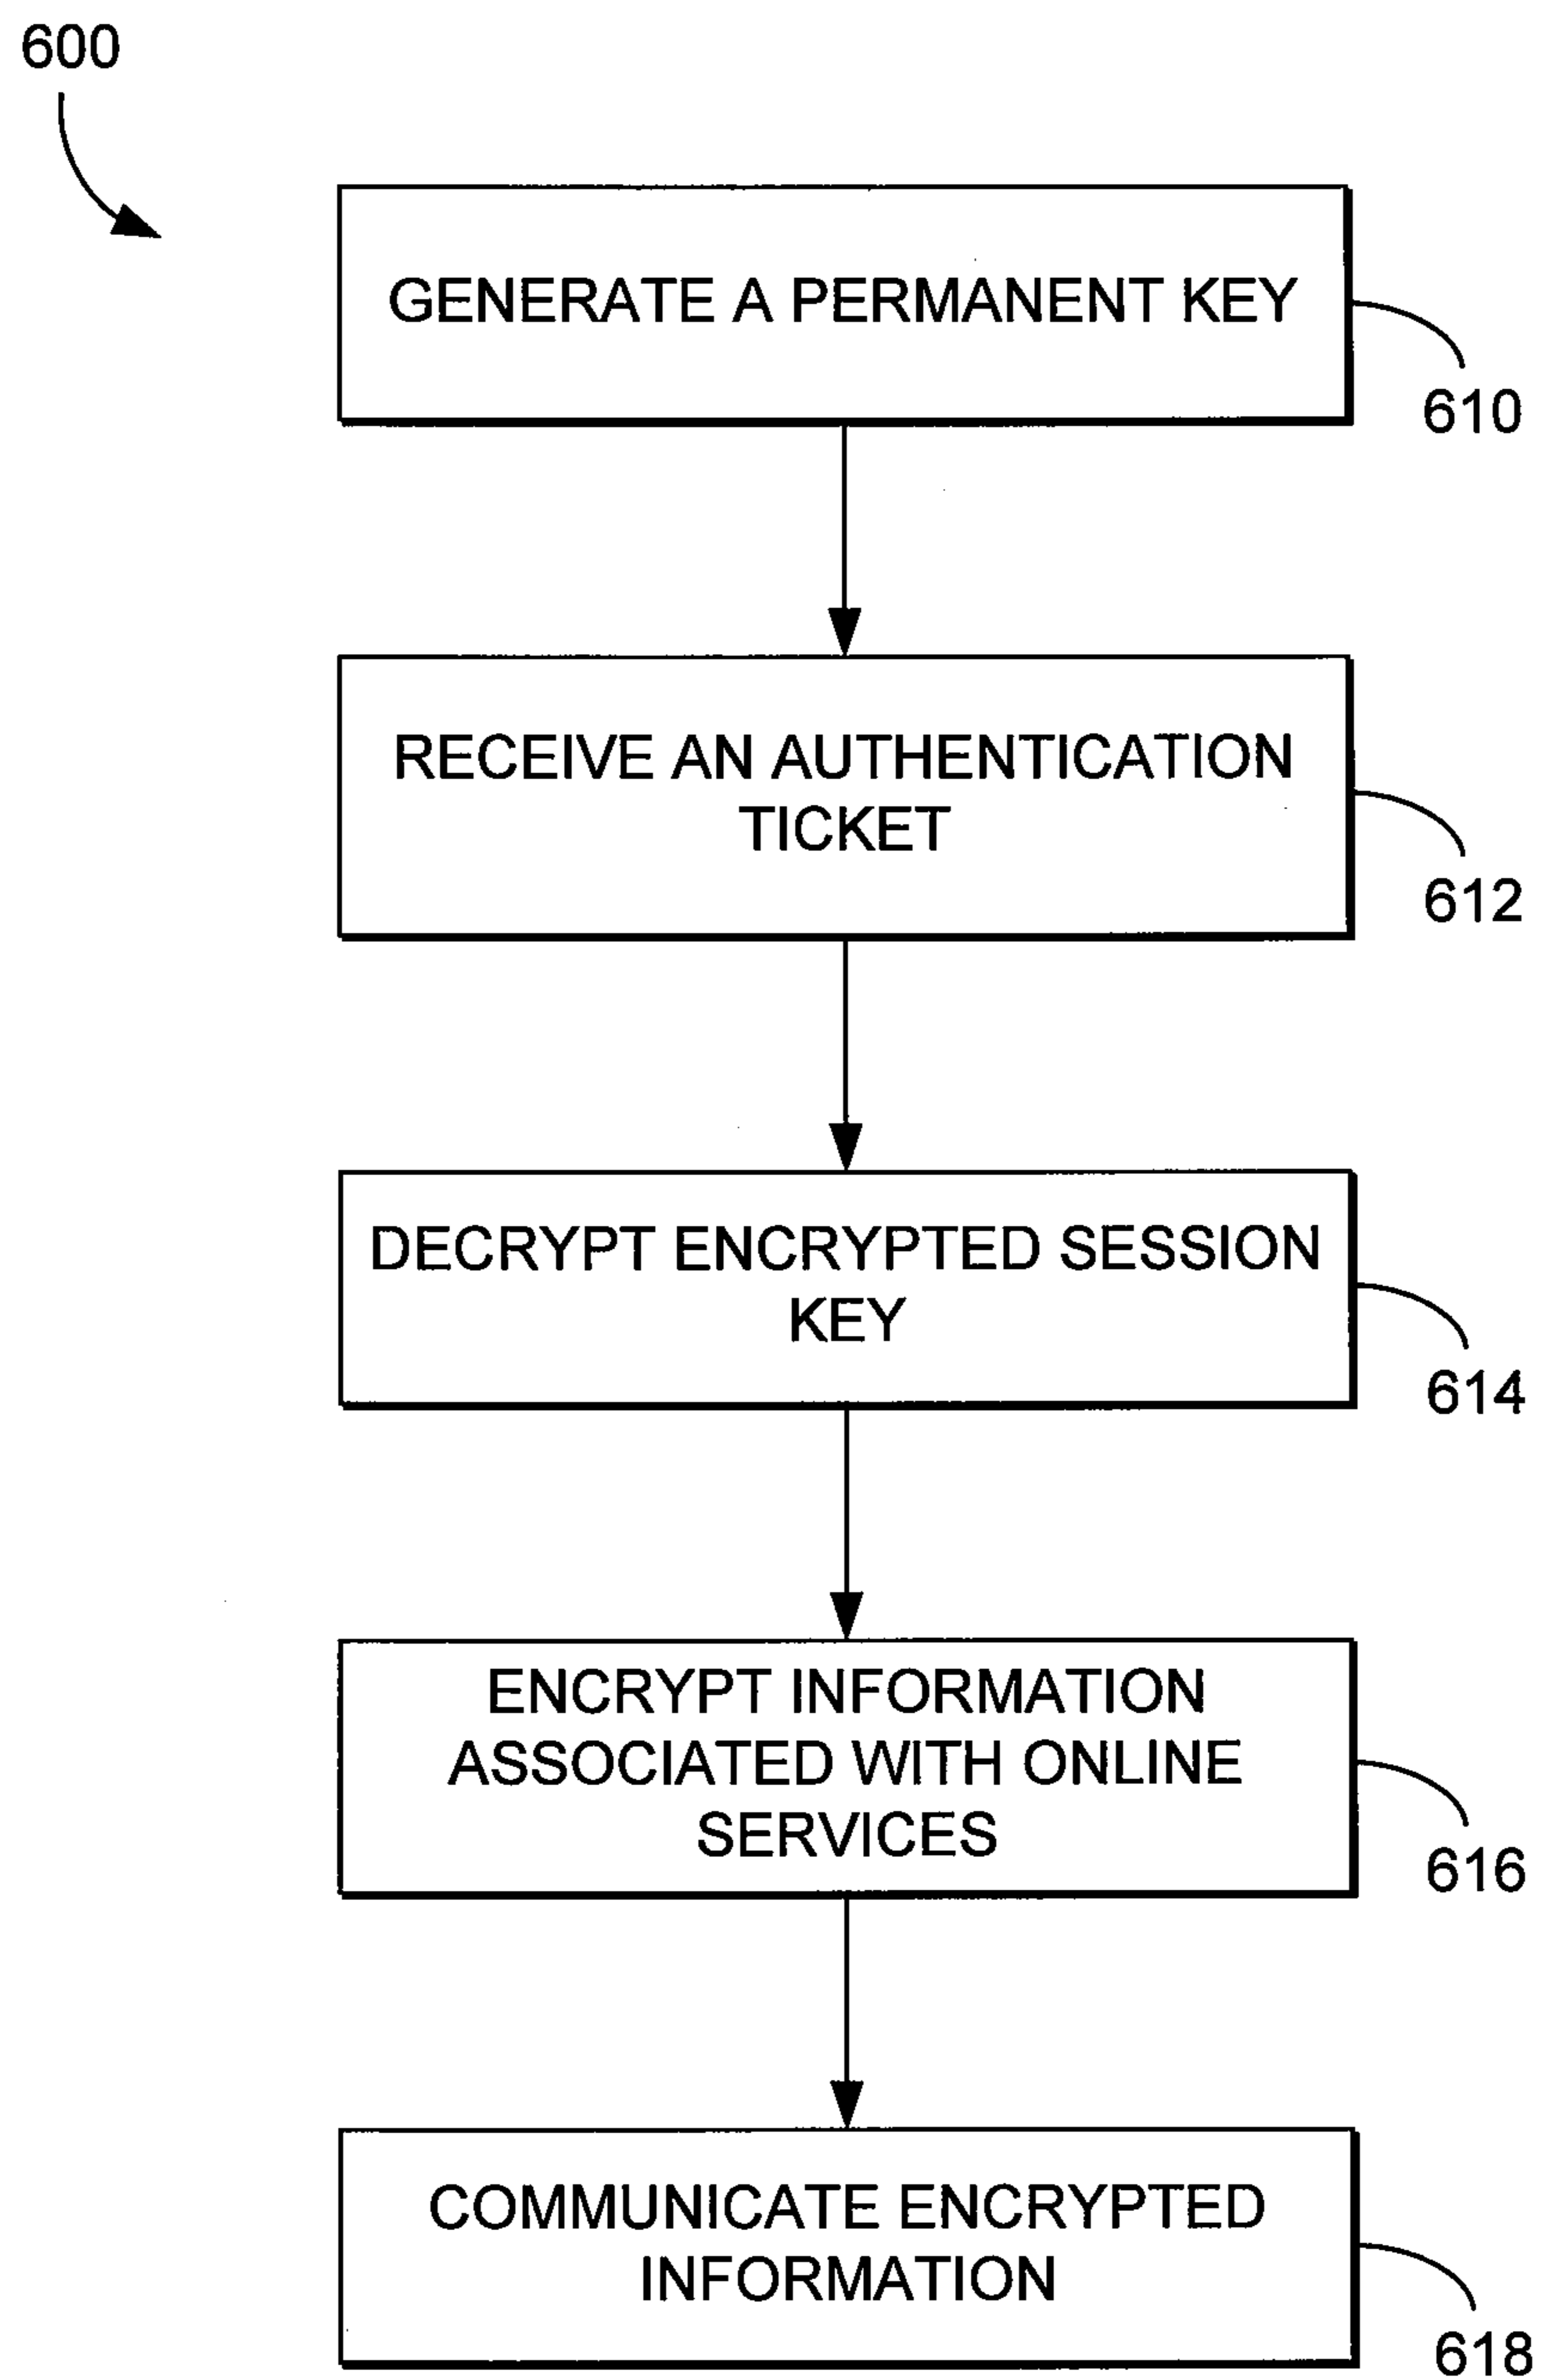 600
GENERATE A PERMANENT KEY
610
RECEIVE AN AUTHENTICATION
TICKET
612
DECRYPT ENCRYPTED SESSION
KEY
614
ENCRYPT INFORMATION
ASSOCIATED WITH ONLINE
SERVICES
616
COMMUNICATE ENCRYPTED
INFORMATION
618